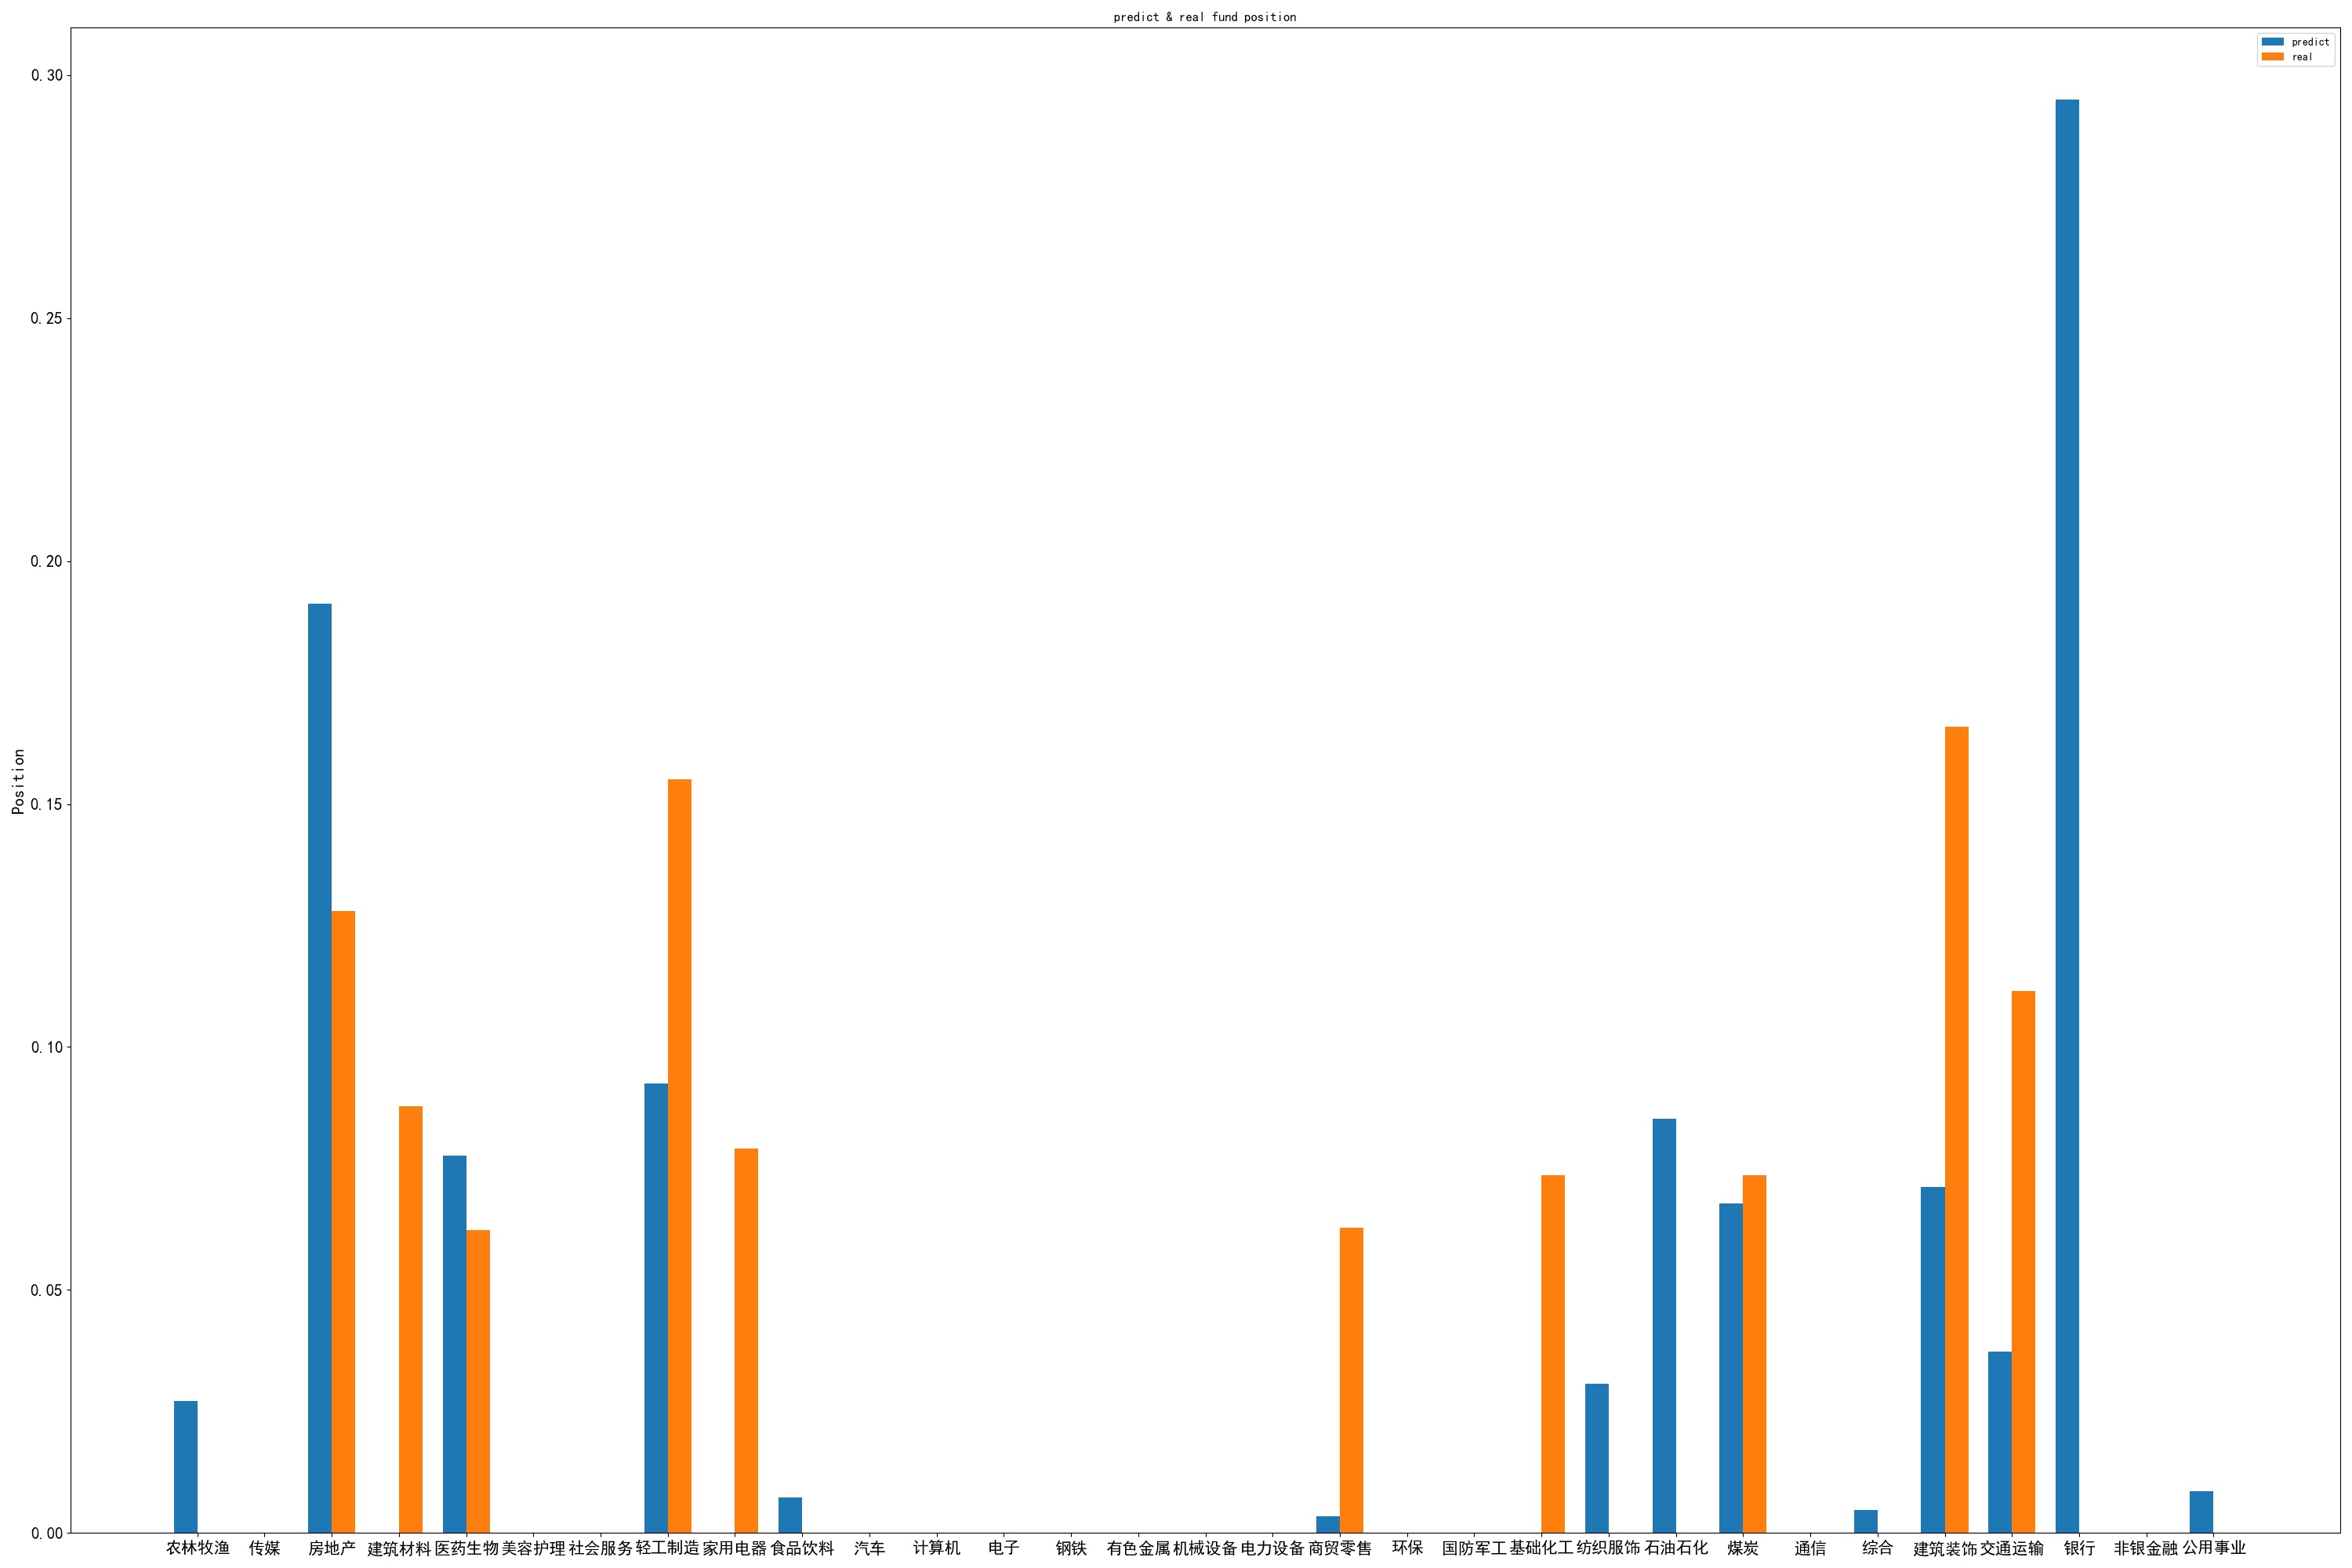 predict & real fund position
predict
real
Position
0.30
0.25
0.20
0.15
0.10
0.05
0.00
农林牧渔 传媒 房地产 建筑材料 医药生物 美容护理 社会服务 轻工制造 家用电器 食品饮料 汽车 计算机 电子 钢铁 有色金属 机械设备 电力设备 商贸零售 环保 国防军工 基础化工 纺织服饰 石油石化 煤炭 通信 综合 建筑装饰 交通运输 银行 非银金融 公用事业